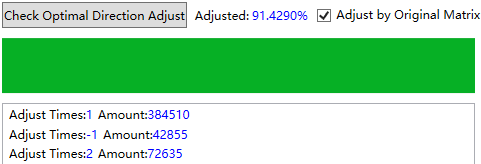 Check Optimal Direction Adjust Adjusted: 91.4290% Adjust by Original Matrix
Adjust Times:1 Amount:384510
Adjust Times:-1 Amount:42855
Adjust Times:2 Amount:72635